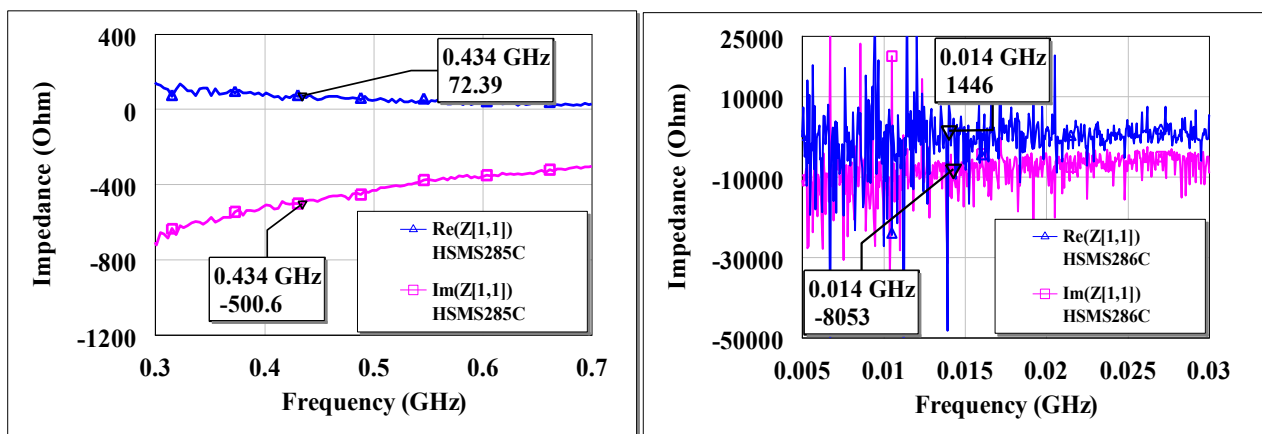 400
0
-400
-800
-1200
Impedance (Ohm)
0.434 GHz
72.39
0.434 GHz
-500.6
Re(Z[1,1])
HSMS285C
Im(Z[1,1])
HSMS285C
0.3 0.4 0.5 0.6 0.7
Frequency (GHz)
25000
10000
-10000
-30000
-50000
Impedance (Ohm)
0.014 GHz
1446
0.014 GHz
-8053
Re(Z[1,1])
HSMS286C
Im(Z[1,1])
HSMS286C
0.005 0.01 0.015 0.02 0.025 0.03
Frequency (GHz)